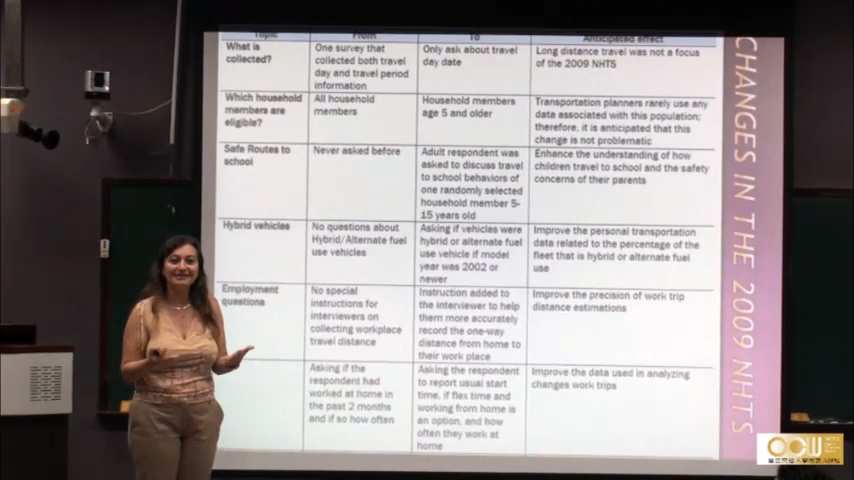 Topic
From
To
Anticipated effect
What is
collected?
One survey that
collected both travel
day and travel period
information
Only ask about travel
day date
Long distance travel was not a focus
of the 2009 NHTS
Which household
members are
eligible?
All household
members
Household members
age 5 and older
Transportation planners rarely use any
data associated with this population;
therefore, it is anticipated that this
change is not problematic
Safe Routes to
school
Never asked before
Adult respondent was
asked to discuss travel
to school behaviors of
one randomly selected
household member 5-
15 years old
Enhance the understanding of how
children travel to school and the safety
concerns of their parents
Hybrid vehicles
No questions about
Hybrid/Alternate fuel
use vehicles
Asking if vehicles were
hybrid or alternate fuel
use vehicle if model
year was 2002 or
newer
Improve the personal transportation
data related to the percentage of the
fleet that is hybrid or alternate fuel
use
Employment
questions
No special
instructions for
interviewers on
collecting workplace
travel distance
Instruction added to
the interviewer to help
them more accurately
record the one-way
distance from home to
their work place
Improve the precision of work trip
distance estimations
Asking if the
respondent had
worked at home in
the past 2 months
and if so how often
Asking the respondent
to report usual start
time, if flex time and
working from home is
an option, and how
often they work at
home
Improve the data used in analyzing
changes work trips
CHANGES IN THE 2009 NHTS
OCW